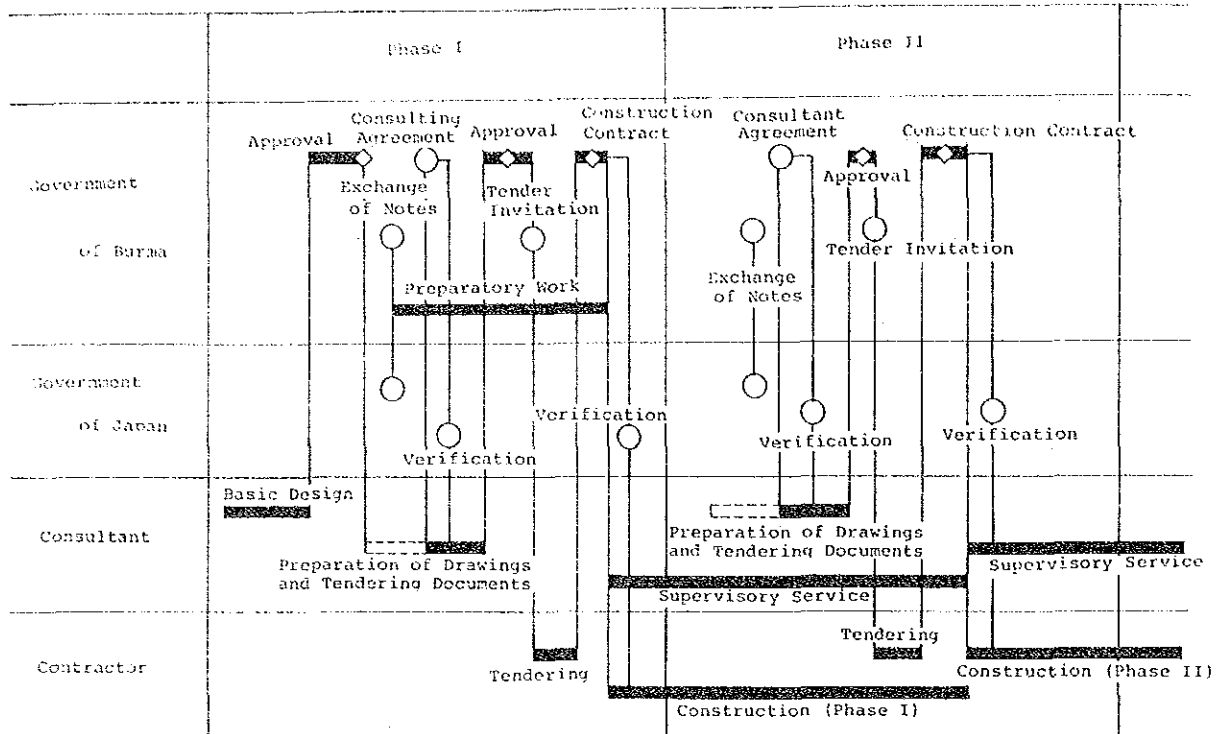 Phase I
Phase II
Government
of Burma
Approval
Consulting
Agreement
Approval
Construction
Contract
Consultant
Agreement
Construction Contract
Exchange
of Notes
Tender
Invitation
Approval
Tender Invitation
Exchange
of Notes
Preparatory Work
Government
of Japan
Verification
Verification
Verification
Verification
Consultant
Basic Design
Preparation of Drawings
and Tendering Documents
Preparation of Drawings
and Tendering Documents
Supervisory Service
Supervisory Service
Contractor
Tendering
Tendering
Construction (Phase II)
Construction (Phase I)